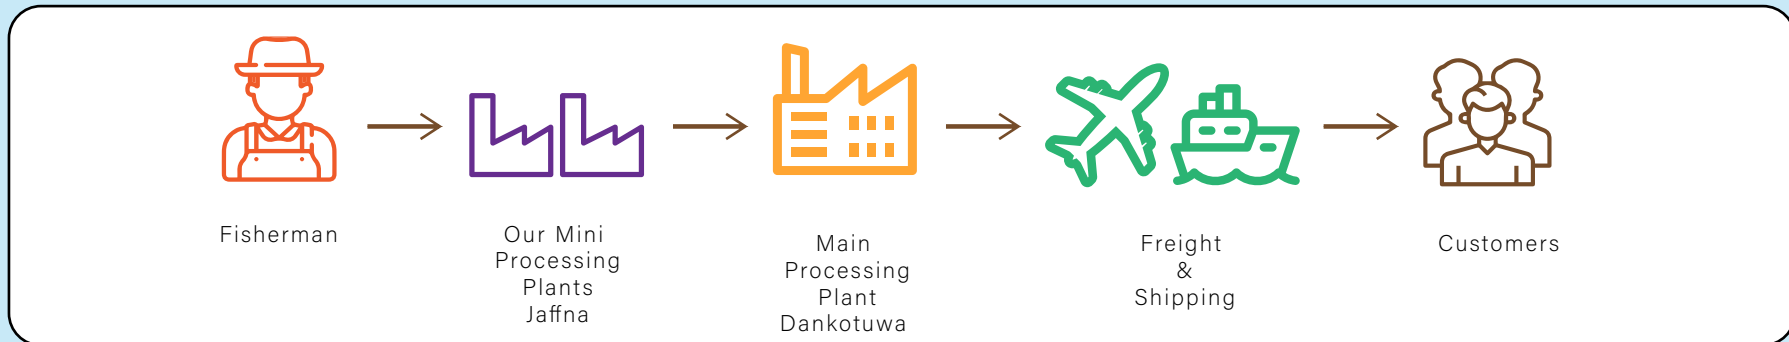 Fisherman
Our Mini
Processing
Plants
Jaffna
Main
Processing
Plant
Dankotuwa
Freight
&
Shipping
Customers